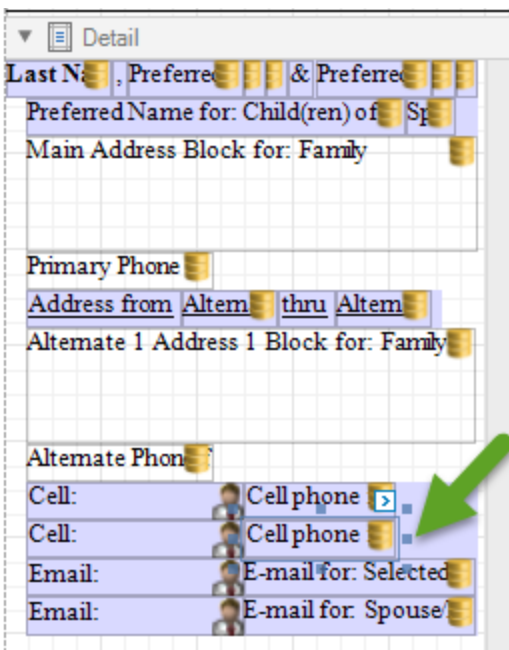 Detail
Last Na , Preferre & Preferre
Preferred Name for: Child(ren) of Sp
Main Address Block for: Family
Primary Phone
Address from Altern thru Altern
Alternate 1 Address 1 Block for: Family
Alternate Phon
Cell: Cell phone
Cell: Cell phone
Email: E-mail for: Selected
Email: E-mail for: Spouse/